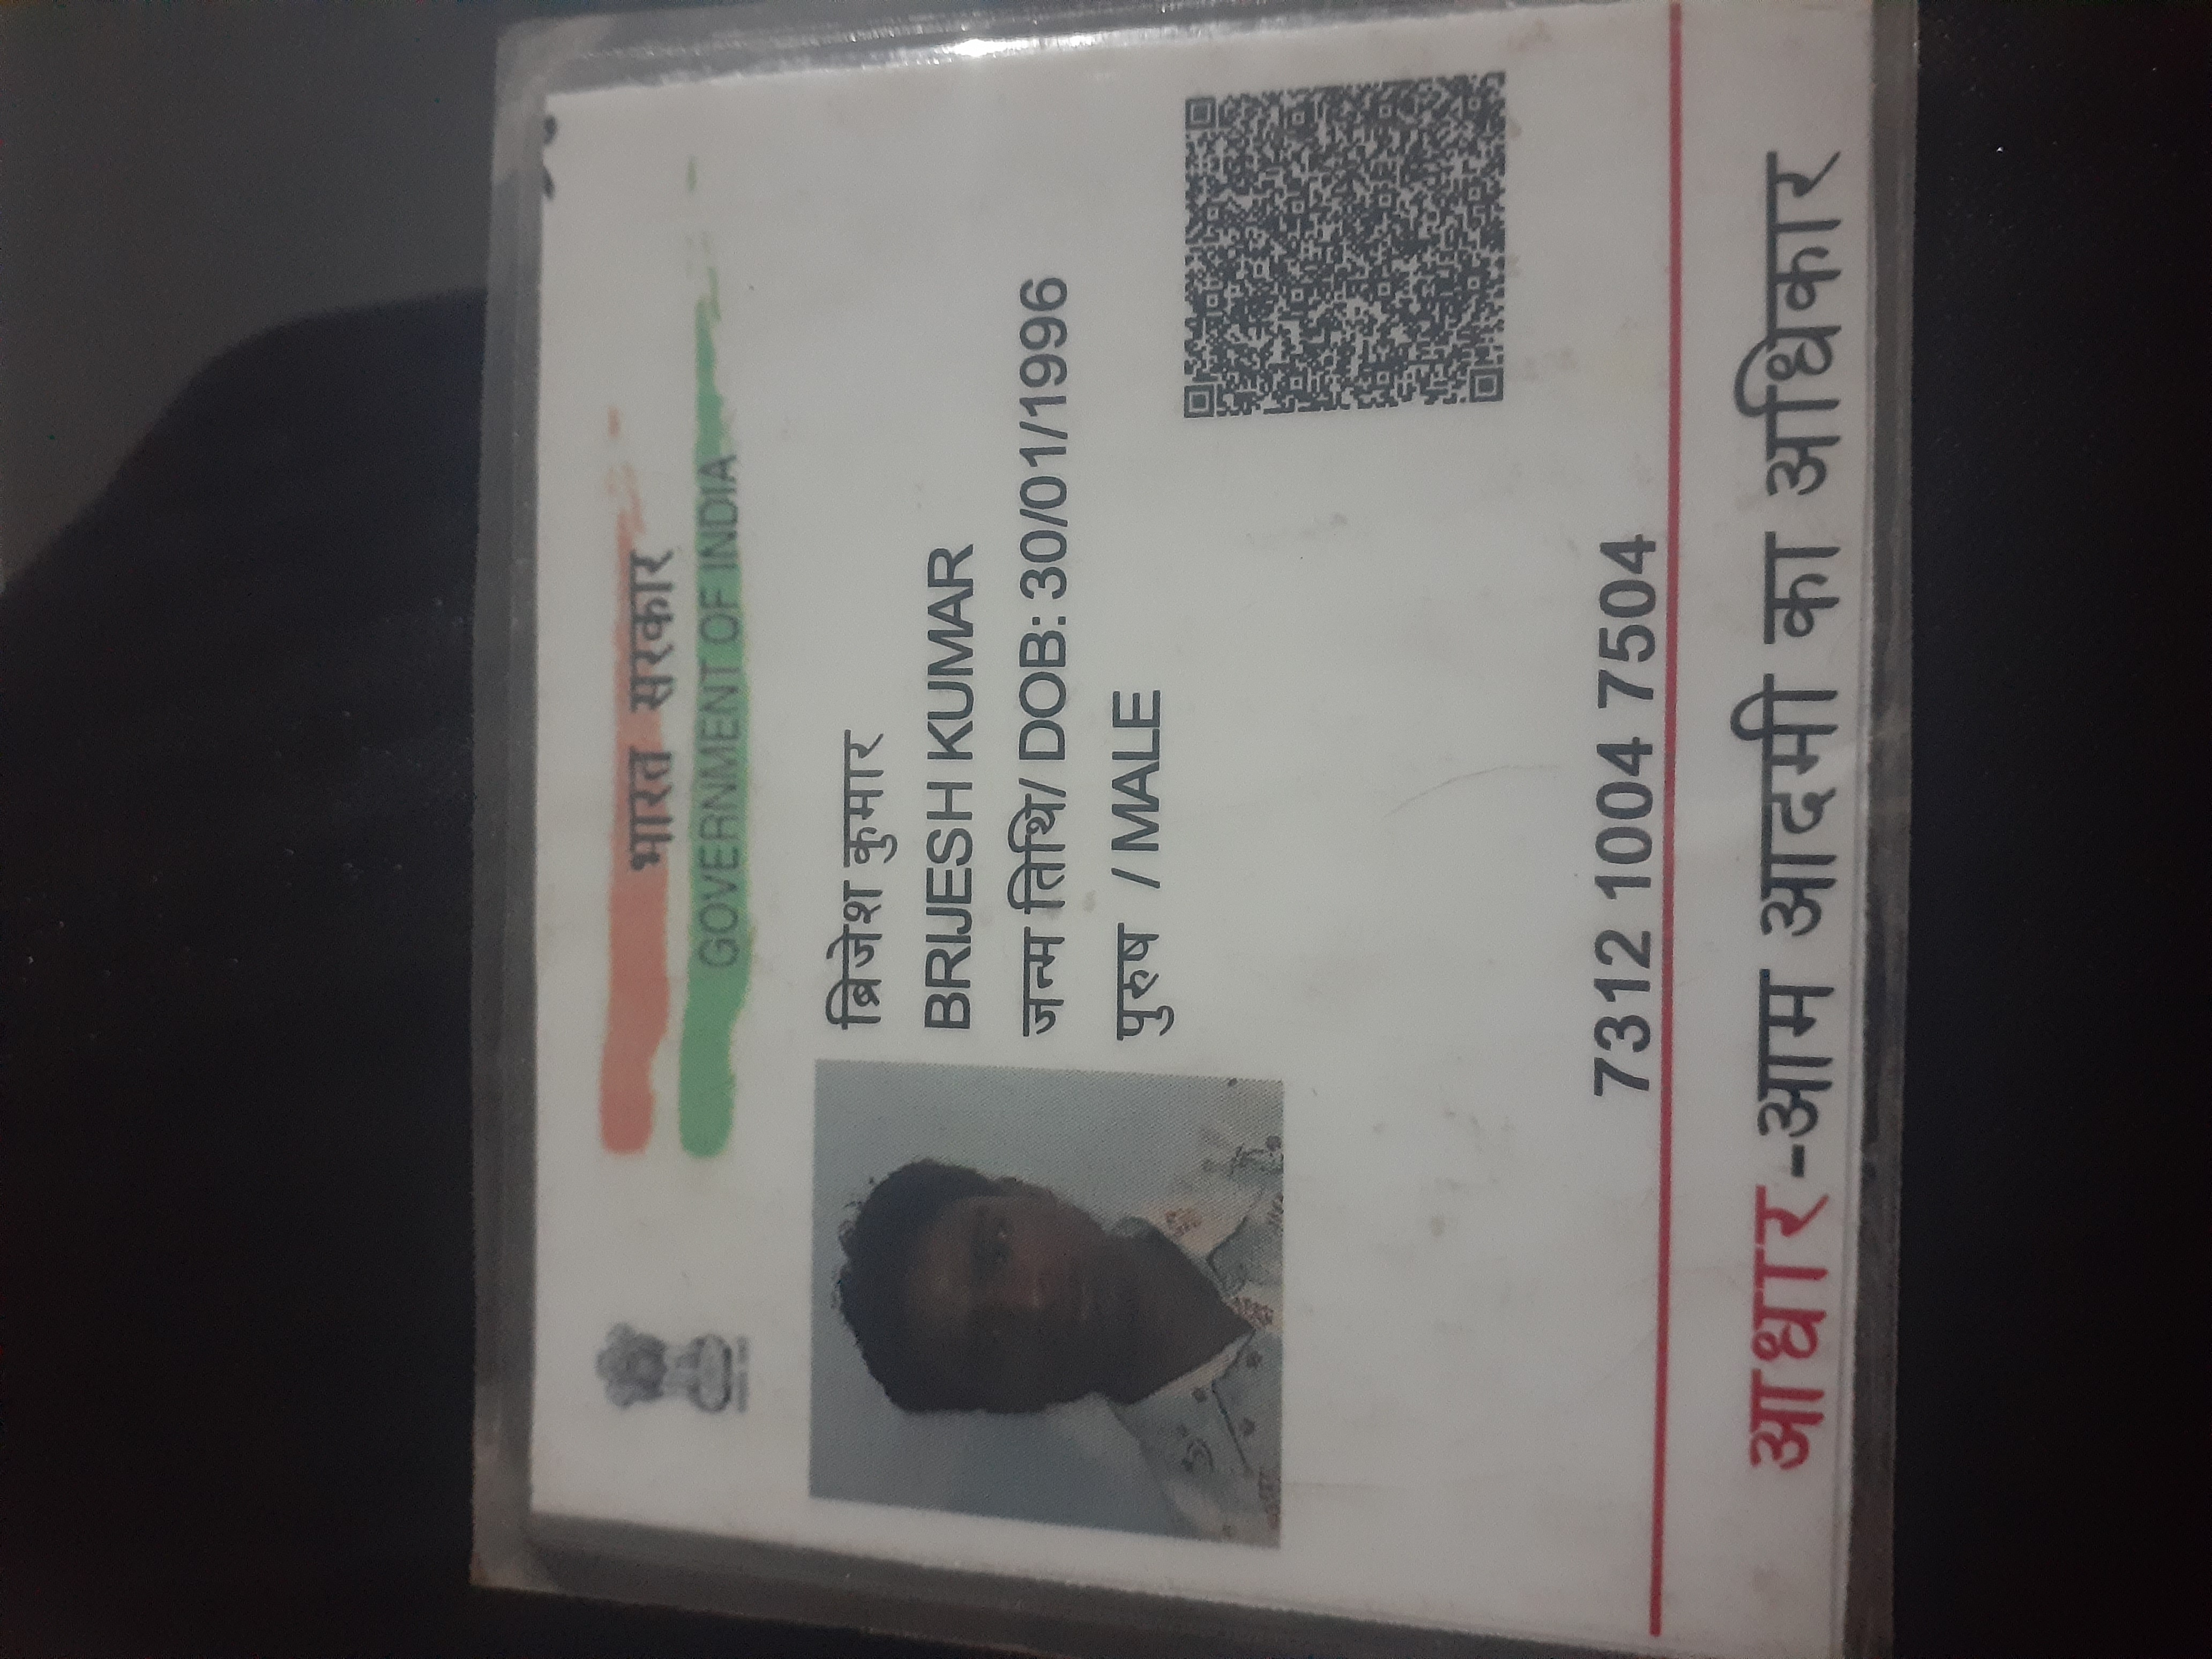 भारत सरकार
GOVERNMENT OF INDIA
ब्रिजेश कुमार
BRIJESH KUMAR
जन्म तिथि/ DOB: 30/01/1996
पुरुष / MALE
7312 1004 7504
आधार-आम आदमी का अधिकार